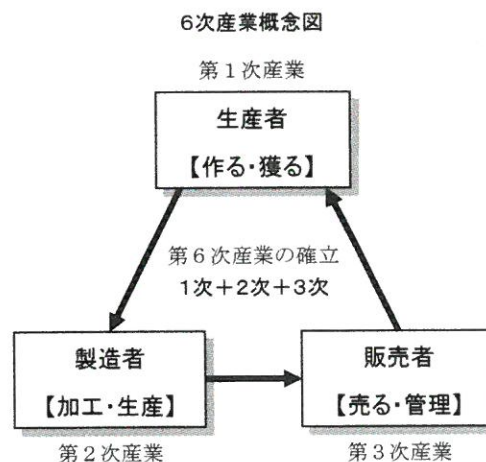 6次産業概念図
第1次産業
生産者
【作る・獲る】
第6次産業の確立
1次＋2次＋3次
製造者
【加工・生産】
第2次産業
販売者
【売る・管理】
第3次産業